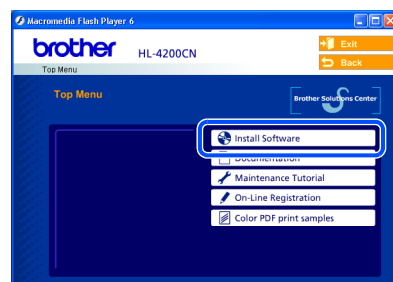 Macromedia Flash Player 6
brother HL-4200CN
Exit
Back
Top Menu
Top Menu
Brother Solutions Center
Install Software
Documentation
Maintenance Tutorial
On-Line Registration
Color PDF print samples